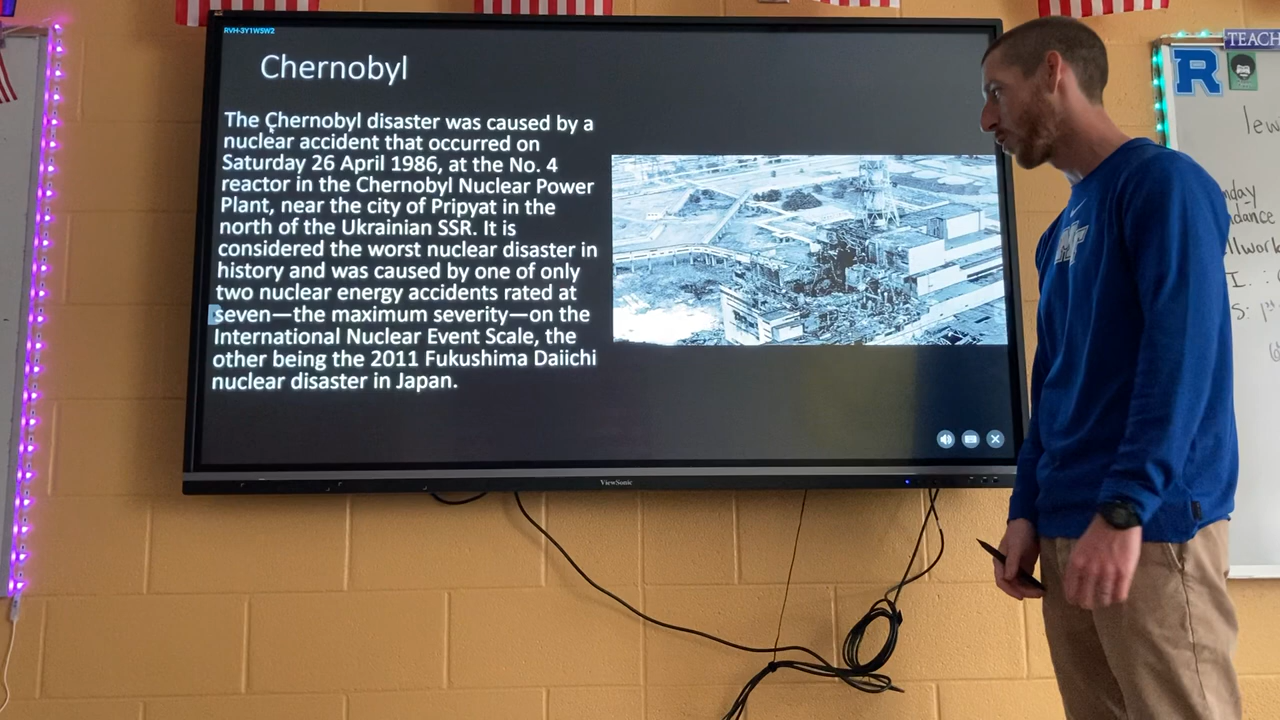 RVH-3Y1W5W2
Chernobyl
The Chernobyl disaster was caused by a
nuclear accident that occurred on
Saturday 26 April 1986, at the No. 4
reactor in the Chernobyl Nuclear Power
Plant, near the city of Pripyat in the
north of the Ukrainian SSR. It is
considered the worst nuclear disaster in
history and was caused by one of only
two nuclear energy accidents rated at
seven—the maximum severity—on the
International Nuclear Event Scale, the
other being the 2011 Fukushima Daiichi
nuclear disaster in Japan.
ViewSonic
TEACH
R